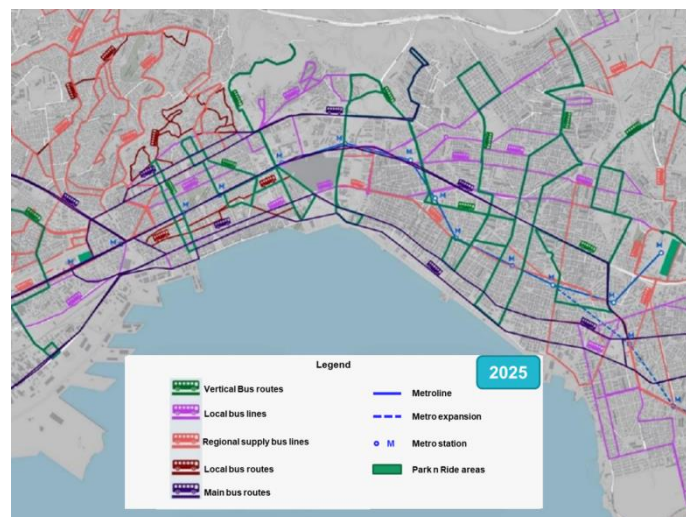 Legend
2025
Vertical Bus routes
Local bus lines
Regional supply bus lines
Local bus routes
Main bus routes
Metroline
Metro expansion
M Metro station
Park n Ride areas
M
M
M
M
M
M
M
M
M
M
M
M
M